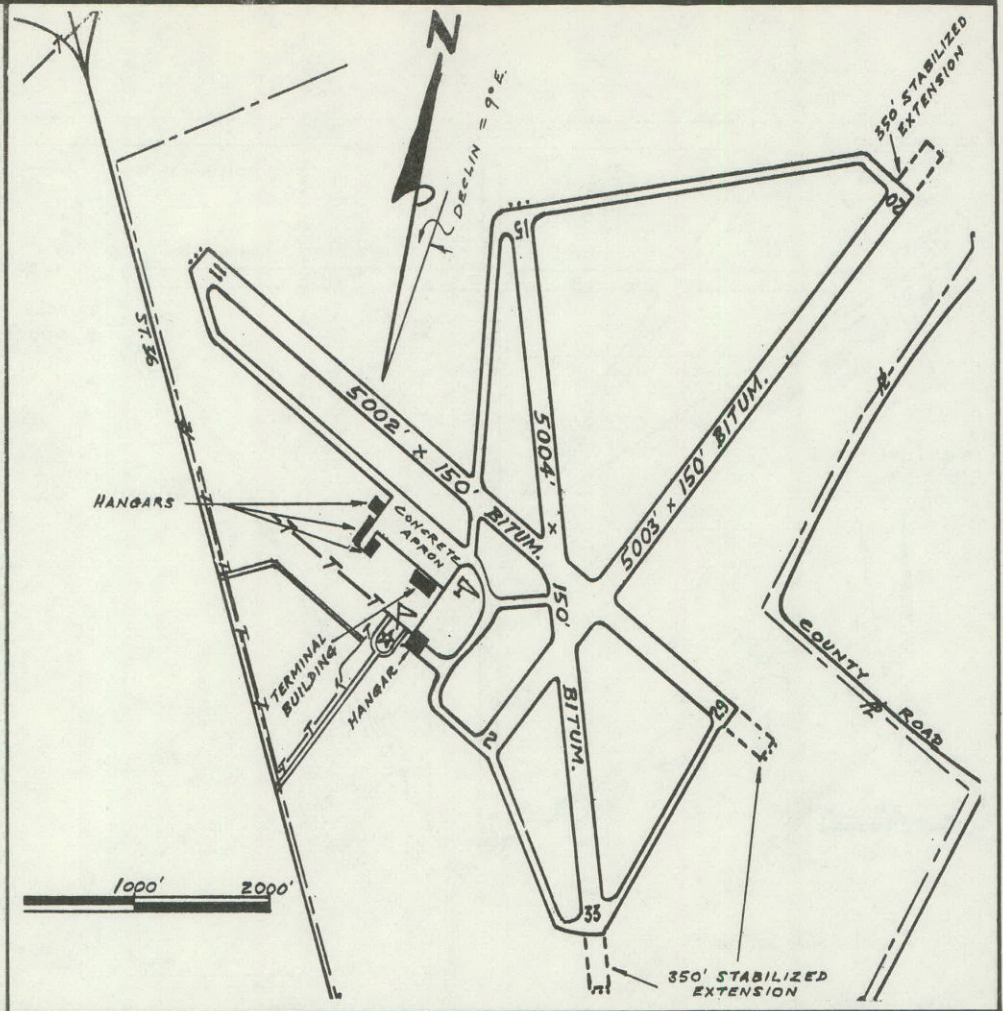 N
DECLIN = 9° E.
350' STABILIZED
EXTENSION
20
15
11
ST. 36
5002' x 150' BITUM.
5004' x 150' BITUM.
5003' x 150' BITUM.
HANGARS
CONCRETE
APRON
TERMINAL
BUILDING
HANGAR
2
29
33
COUNTY ROAD
1000' 2000'
350' STABILIZED
EXTENSION
T
T
T
T
T